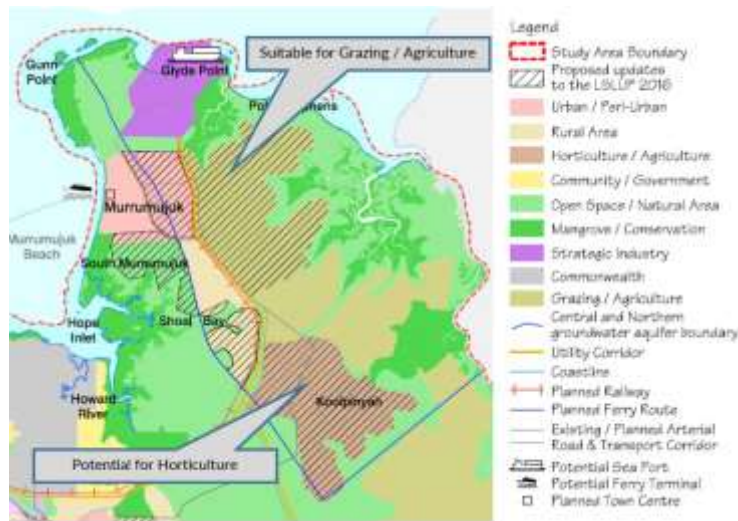 Suitable for Grazing / Agriculture
Gunn
Point
Glyde Point
Murrumujuk
Murrumujuk
Beach
South Murrumujuk
Shoal Bay
Hope
Inlet
Howard
River
Koolpinyah
Potential for Horticulture
Legend
Study Area Boundary
Proposed updates
to the LSLUP 2016
Urban / Peri-Urban
Rural Area
Horticulture / Agriculture
Community / Government
Open Space / Natural Area
Mangrove / Conservation
Strategic Industry
Commonwealth
Grazing / Agriculture
Central and Northern
groundwater aquifer boundary
Utility Corridor
Coastline
Planned Railway
Planned Ferry Route
Existing / Planned Arterial
Road & Transport Corridor
Potential Sea Port
Potential Ferry Terminal
Planned Town Centre